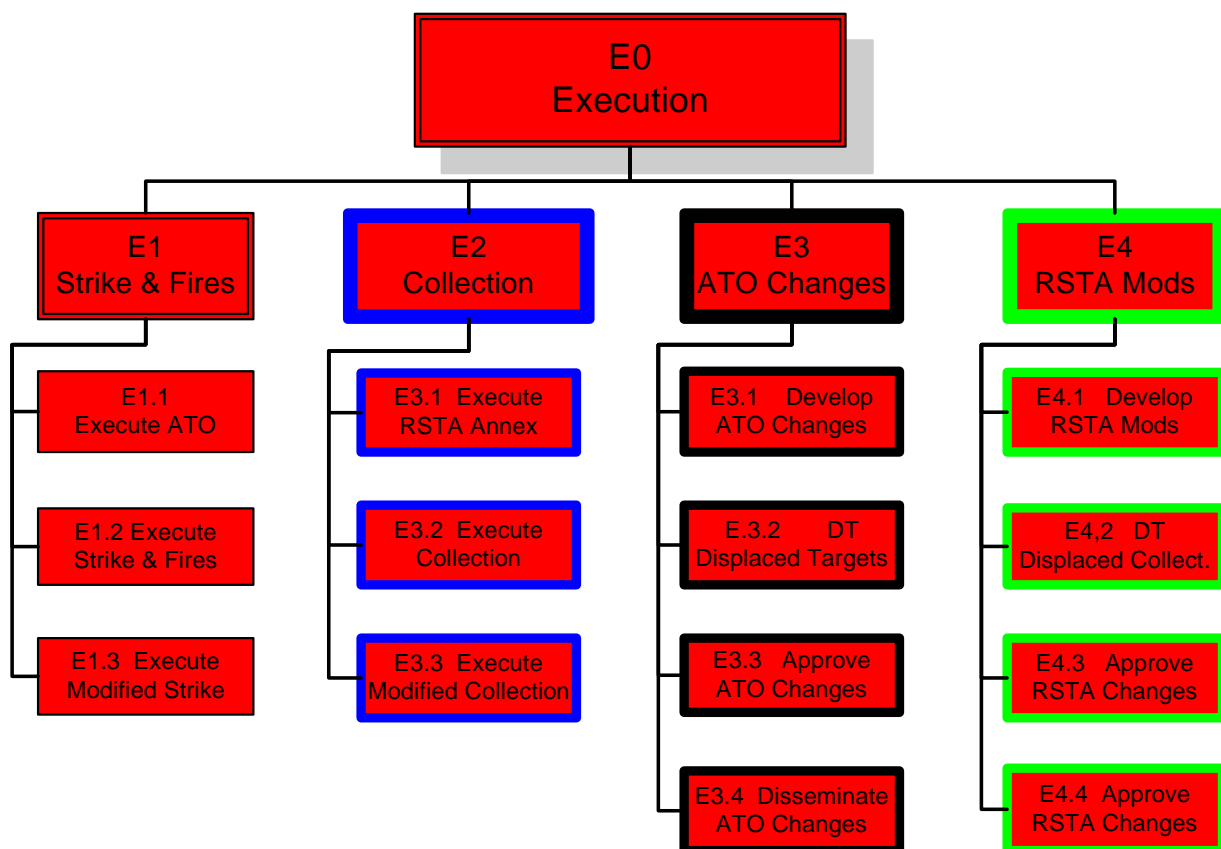 E0
Execution
E1
Strike & Fires
E2
Collection
E3
ATO Changes
E4
RSTA Mods
E1.1
Execute ATO
E1.2 Execute
Strike & Fires
E1.3 Execute
Modified Strike
E3.1 Execute
RSTA Annex
E3.2 Execute
Collection
E3.3 Execute
Modified Collection
E3.1 Develop
ATO Changes
E.3.2 DT
Displaced Targets
E3.3 Approve
ATO Changes
E3.4 Disseminate
ATO Changes
E4.1 Develop
RSTA Mods
E4,2 DT
Displaced Collect.
E4.3 Approve
RSTA Changes
E4.4 Approve
RSTA Changes